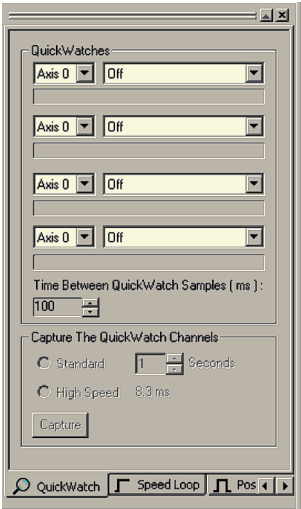 QuickWatches
Axis 0 Off
Axis 0 Off
Axis 0 Off
Axis 0 Off
Time Between QuickWatch Samples ( ms ) :
100
Capture The QuickWatch Channels
Standard 1 Seconds
High Speed 8.3 ms
Capture
QuickWatch Speed Loop Pos